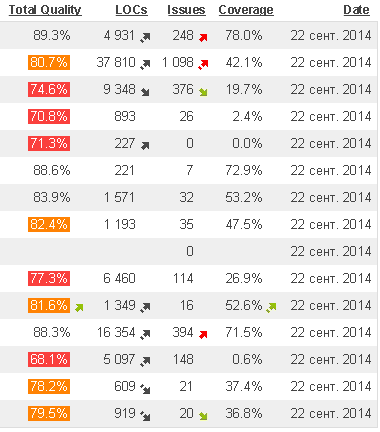 Total Quality LOCs Issues Coverage Date
89.3% 4 931 248 78.0% 22 сент. 2014
80.7% 37 810 1 098 42.1% 22 сент. 2014
74.6% 9 348 376 19.7% 22 сент. 2014
70.8% 893 26 2.4% 22 сент. 2014
71.3% 227 0 0.0% 22 сент. 2014
88.6% 221 7 72.9% 22 сент. 2014
83.9% 1 571 32 53.2% 22 сент. 2014
82.4% 1 193 35 47.5% 22 сент. 2014
0 22 сент. 2014
77.3% 6 460 114 26.9% 22 сент. 2014
81.6% 1 349 16 52.6% 22 сент. 2014
88.3% 16 354 394 71.5% 22 сент. 2014
68.1% 5 097 148 0.6% 22 сент. 2014
78.2% 609 21 37.4% 22 сент. 2014
79.5% 919 20 36.8% 22 сент. 2014